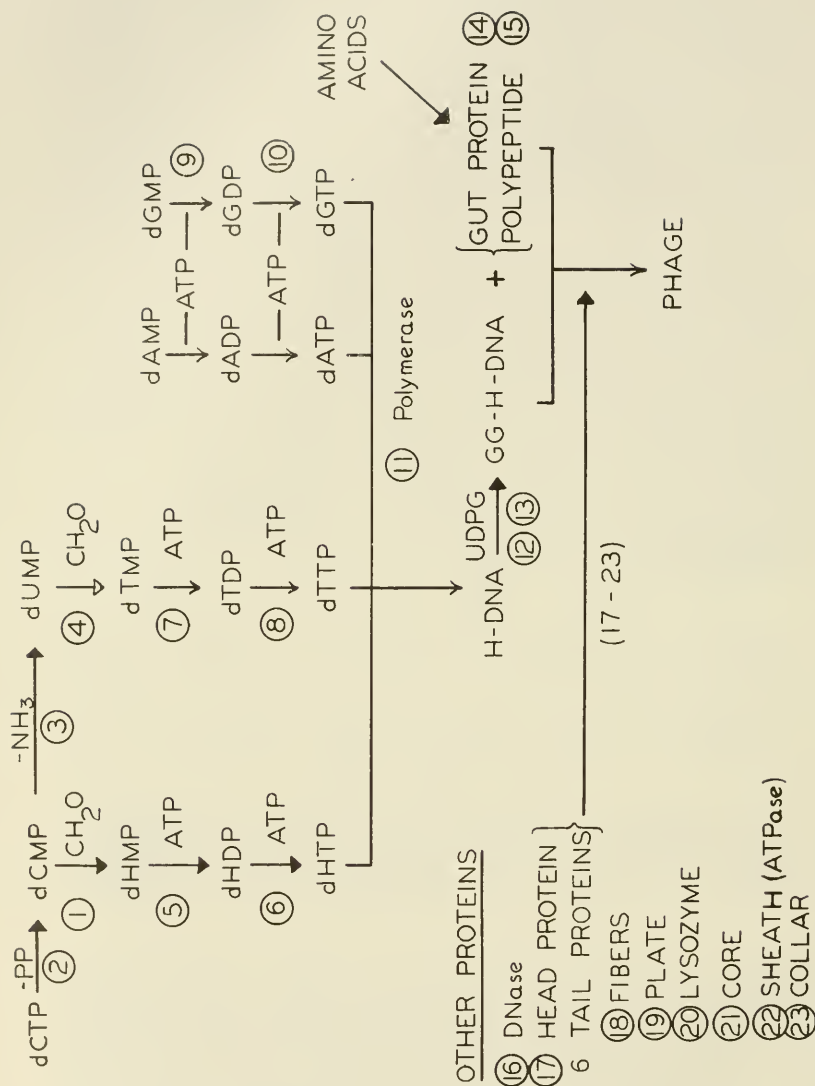 dCTP -PP dCMP -NH₃ dUMP
② ③
① CH₂O ④ CH₂O
dHMP dTMP dAMP dGMP
⑤ ATP ⑦ ATP ATP ⑨
dHDP dTDP dADP dGDP
⑥ ATP ⑧ ATP ATP ⑩
dHTP dTTP dATP dGTP
⑪ Polymerase
AMINO
ACIDS
H-DNA UDPG GG-H-DNA + {GUT PROTEIN ⑭
⑫ ⑬ POLYPEPTIDE ⑮
(17-23)
PHAGE
OTHER PROTEINS
⑯ DNase
⑰ HEAD PROTEIN
6 TAIL PROTEINS
⑱ FIBERS
⑲ PLATE
⑳ LYSOZYME
㉑ CORE
㉒ SHEATH (ATPase)
㉓ COLLAR